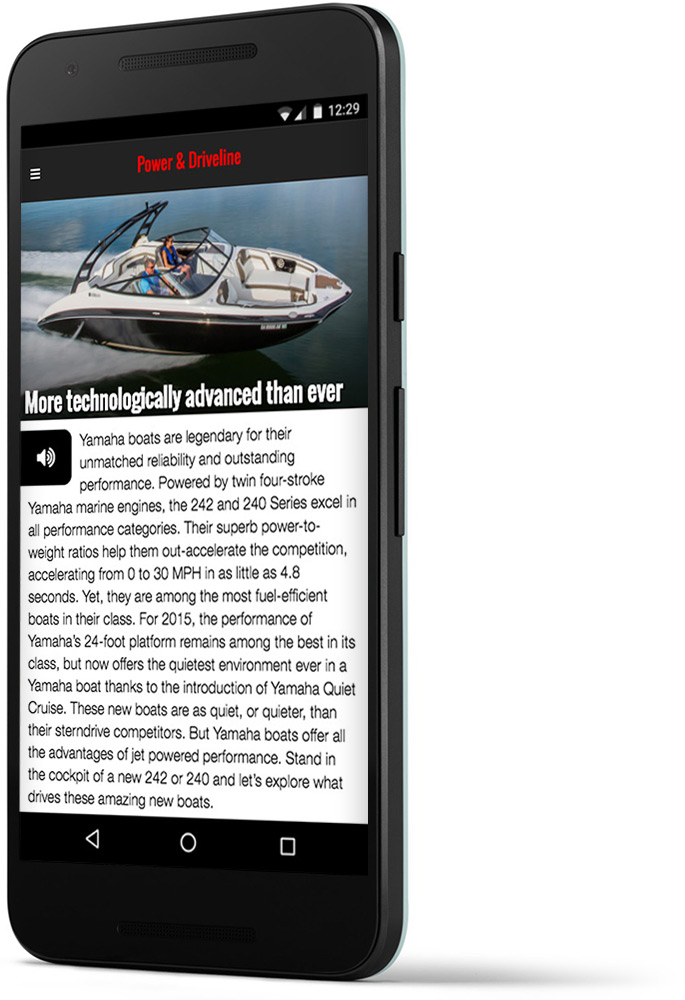 12:29
Power & Driveline
More technologically advanced than ever
Yamaha boats are legendary for their
unmatched reliability and outstanding
performance. Powered by twin four-stroke
Yamaha marine engines, the 242 and 240 Series excel in
all performance categories. Their superb power-to-
weight ratios help them out-accelerate the competition,
accelerating from 0 to 30 MPH in as little as 4.8
seconds. Yet, they are among the most fuel-efficient
boats in their class. For 2015, the performance of
Yamaha's 24-foot platform remains among the best in its
class, but now offers the quietest environment ever in a
Yamaha boat thanks to the introduction of Yamaha Quiet
Cruise. These new boats are as quiet, or quieter, than
their sterndrive competitors. But Yamaha boats offer all
the advantages of jet powered performance. Stand in
the cockpit of a new 242 or 240 and let's explore what
drives these amazing new boats.